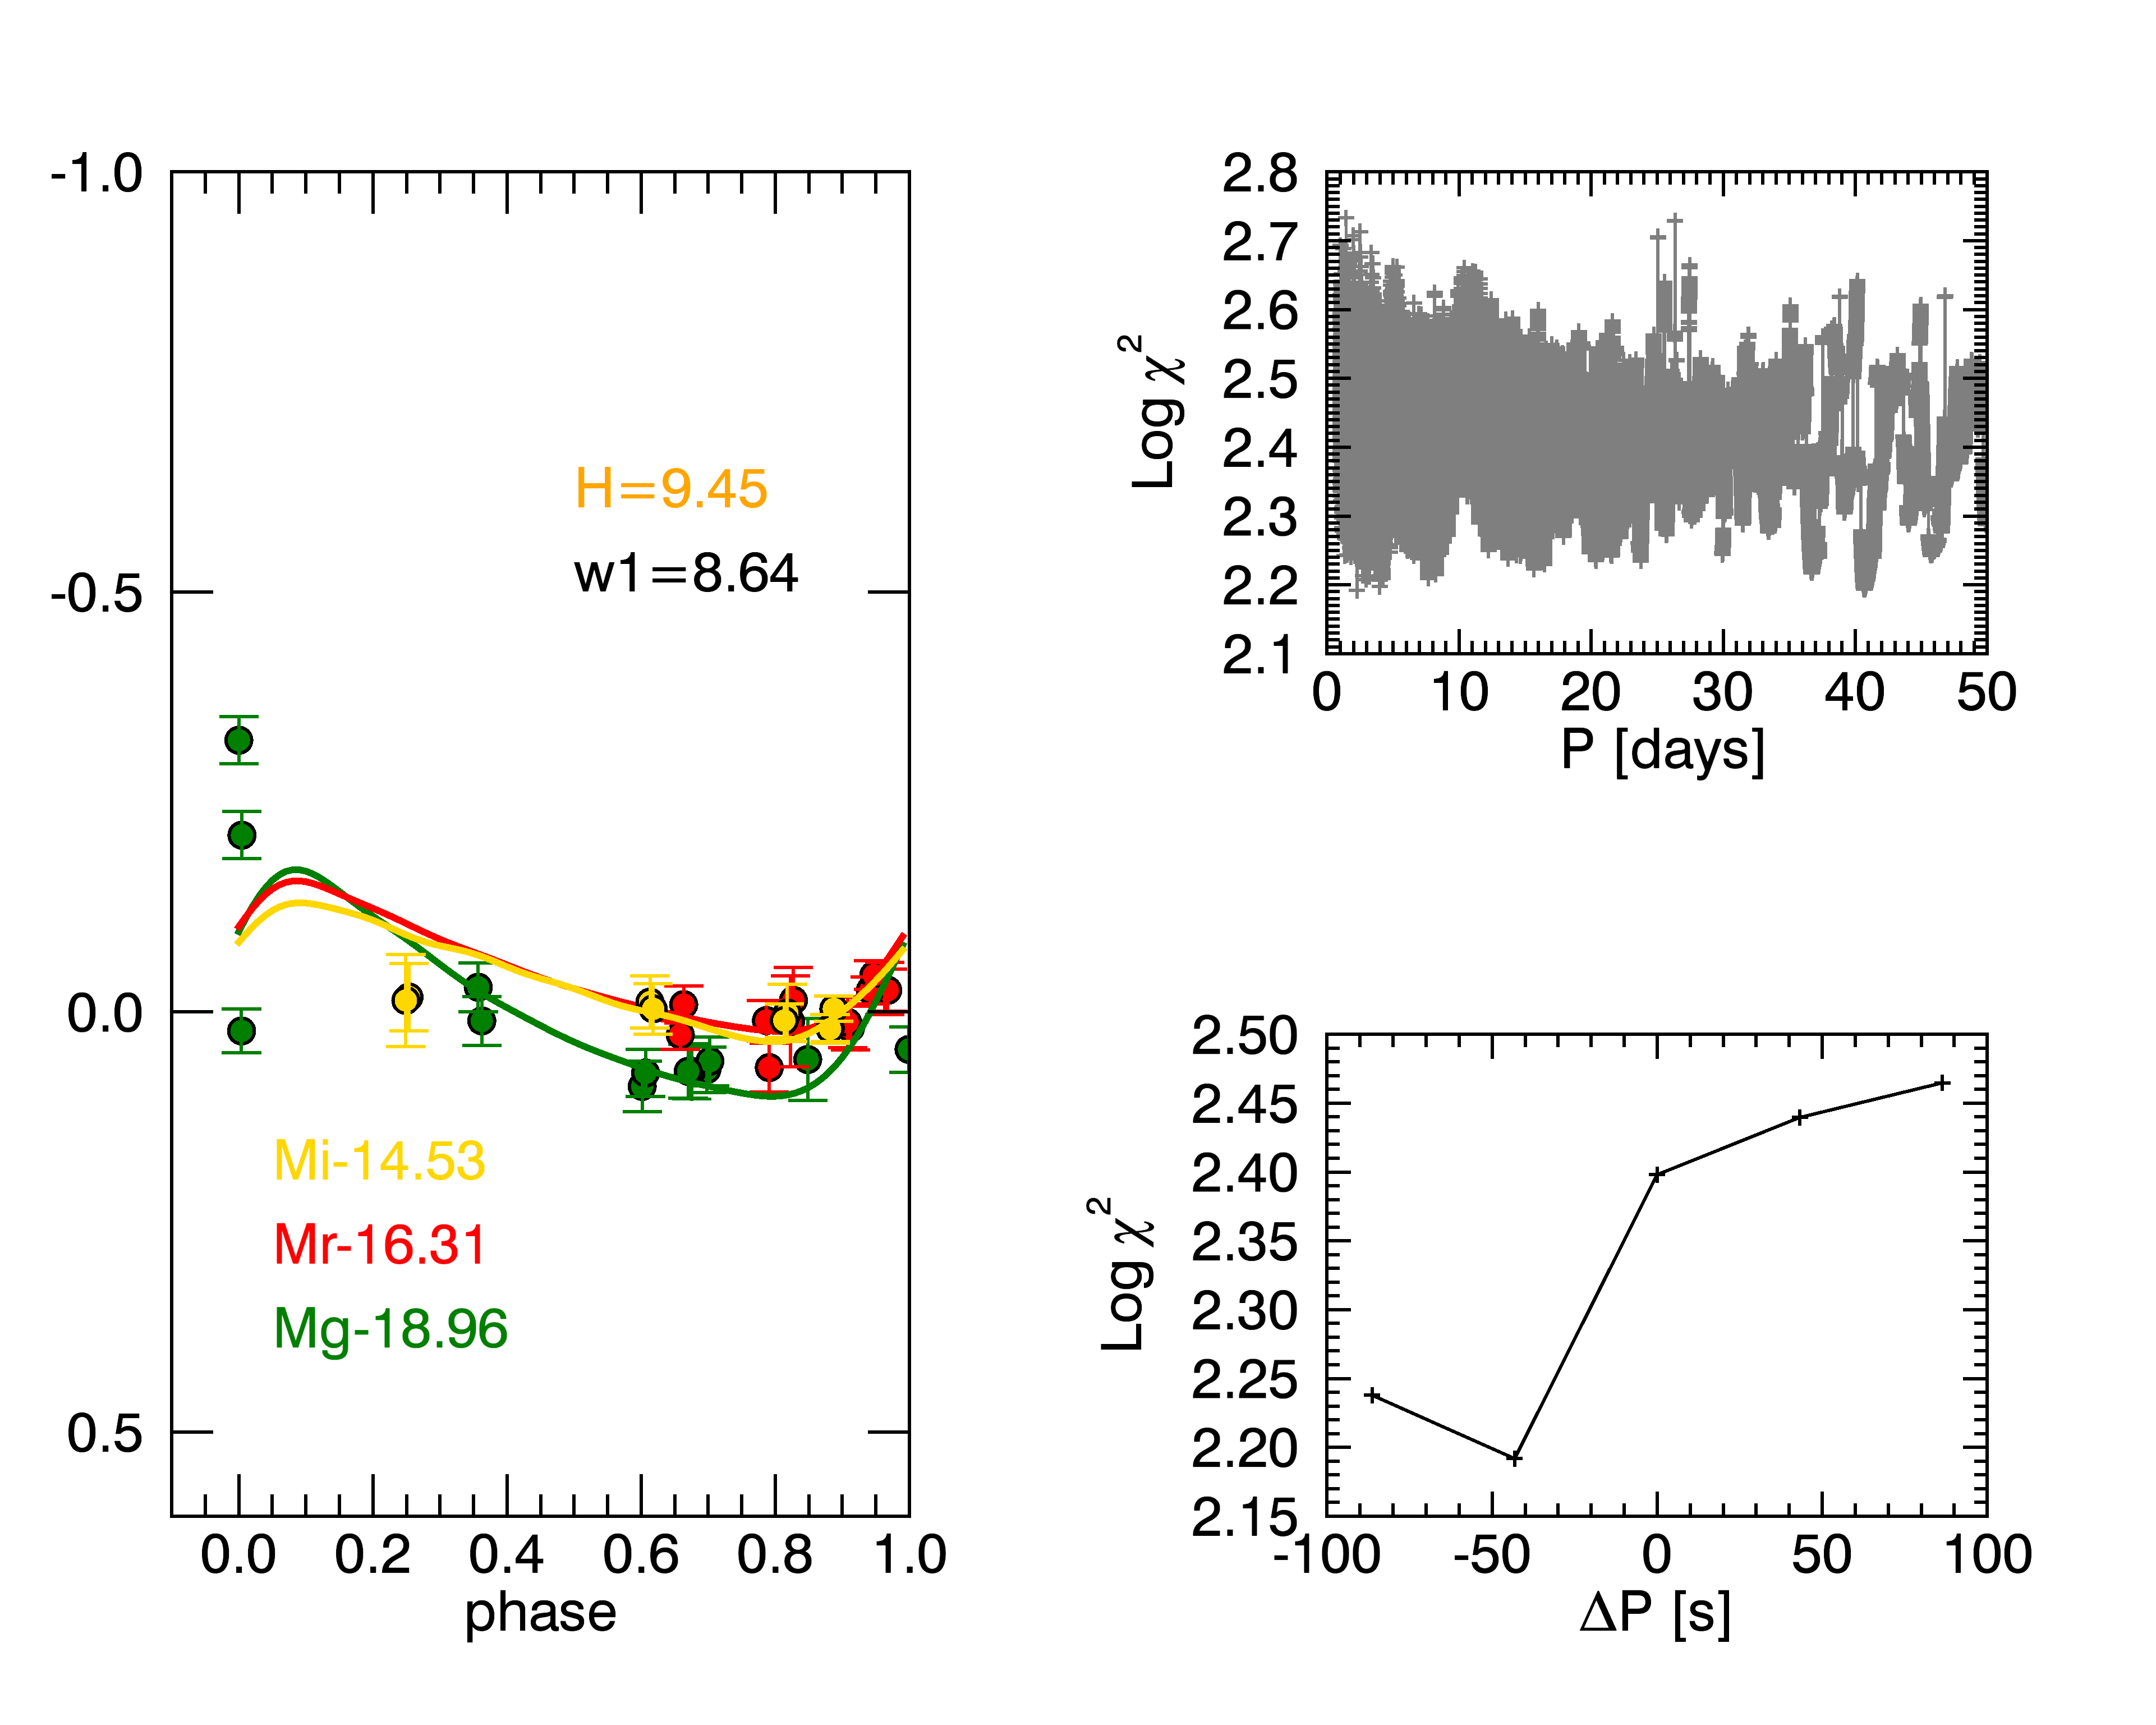 -1.0
-0.5
0.0
0.5
H=9.45
w1=8.64
Mi-14.53
Mr-16.31
Mg-18.96
0.0 0.2 0.4 0.6 0.8 1.0
phase
2.8
2.7
2.6
2.5
2.4
2.3
2.2
2.1
Log χ²
0 10 20 30 40 50
P [days]
2.50
2.45
2.40
2.35
2.30
2.25
2.20
2.15
Log χ²
-100 -50 0 50 100
ΔP [s]